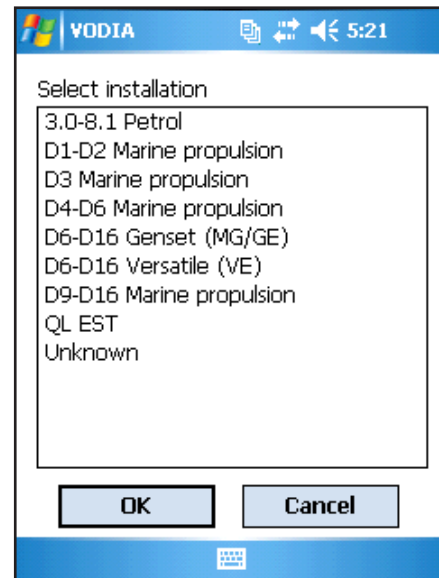 VODIA 5:21
Select installation
3.0-8.1 Petrol
D1-D2 Marine propulsion
D3 Marine propulsion
D4-D6 Marine propulsion
D6-D16 Genset (MG/GE)
D6-D16 Versatile (VE)
D9-D16 Marine propulsion
QL EST
Unknown
OK Cancel